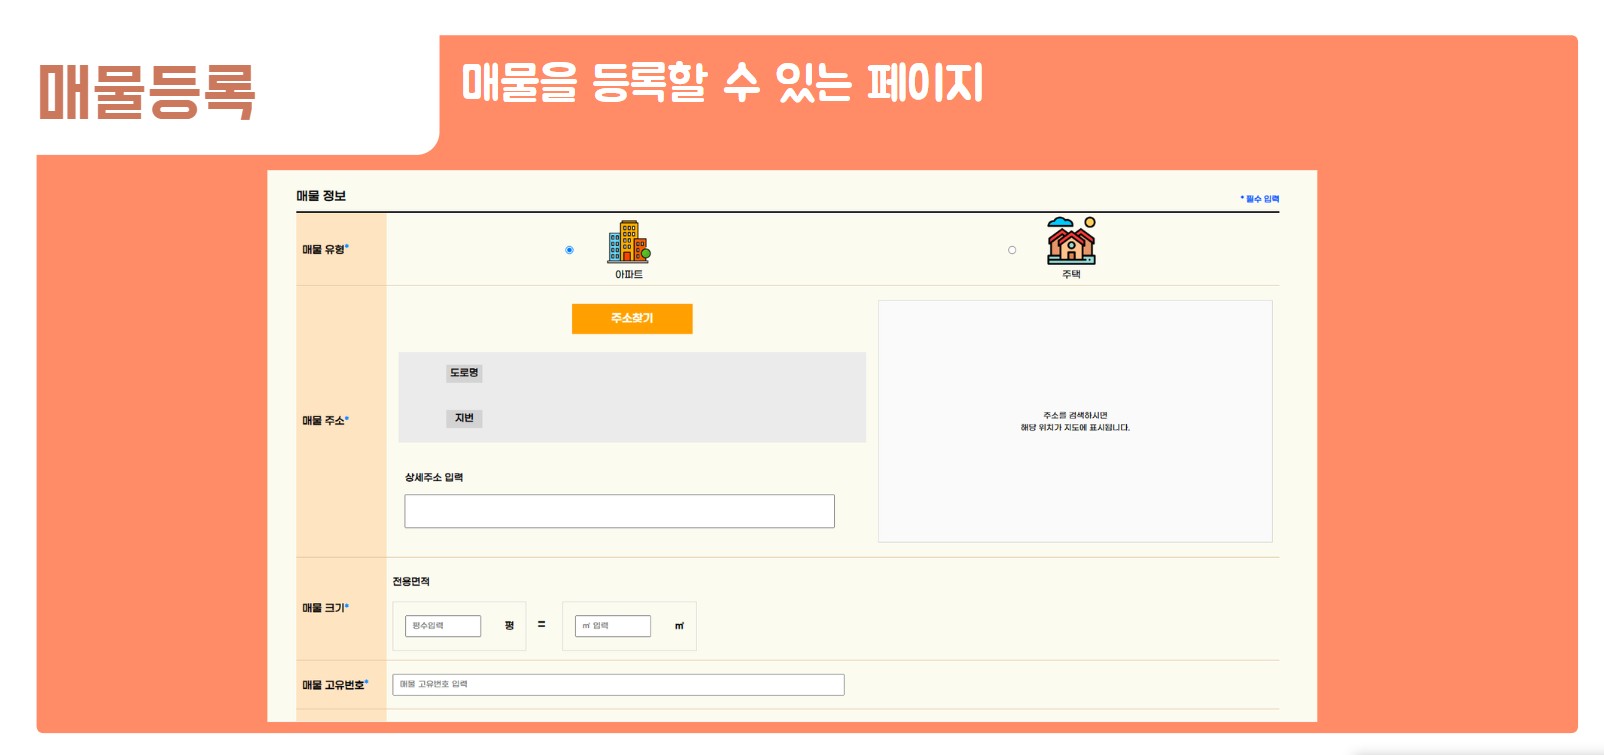 매물등록
매물을 등록할 수 있는 페이지
매물 정보
* 필수 입력
매물 유형*
아파트
주택
매물 주소*
주소찾기
도로명
지번
상세주소 입력
주소를 검색하시면
해당 위치가 지도에 표시됩니다.
매물 크기*
전용면적
평수입력 평 = ㎡ 입력 ㎡
매물 고유번호*
매물 고유번호 입력